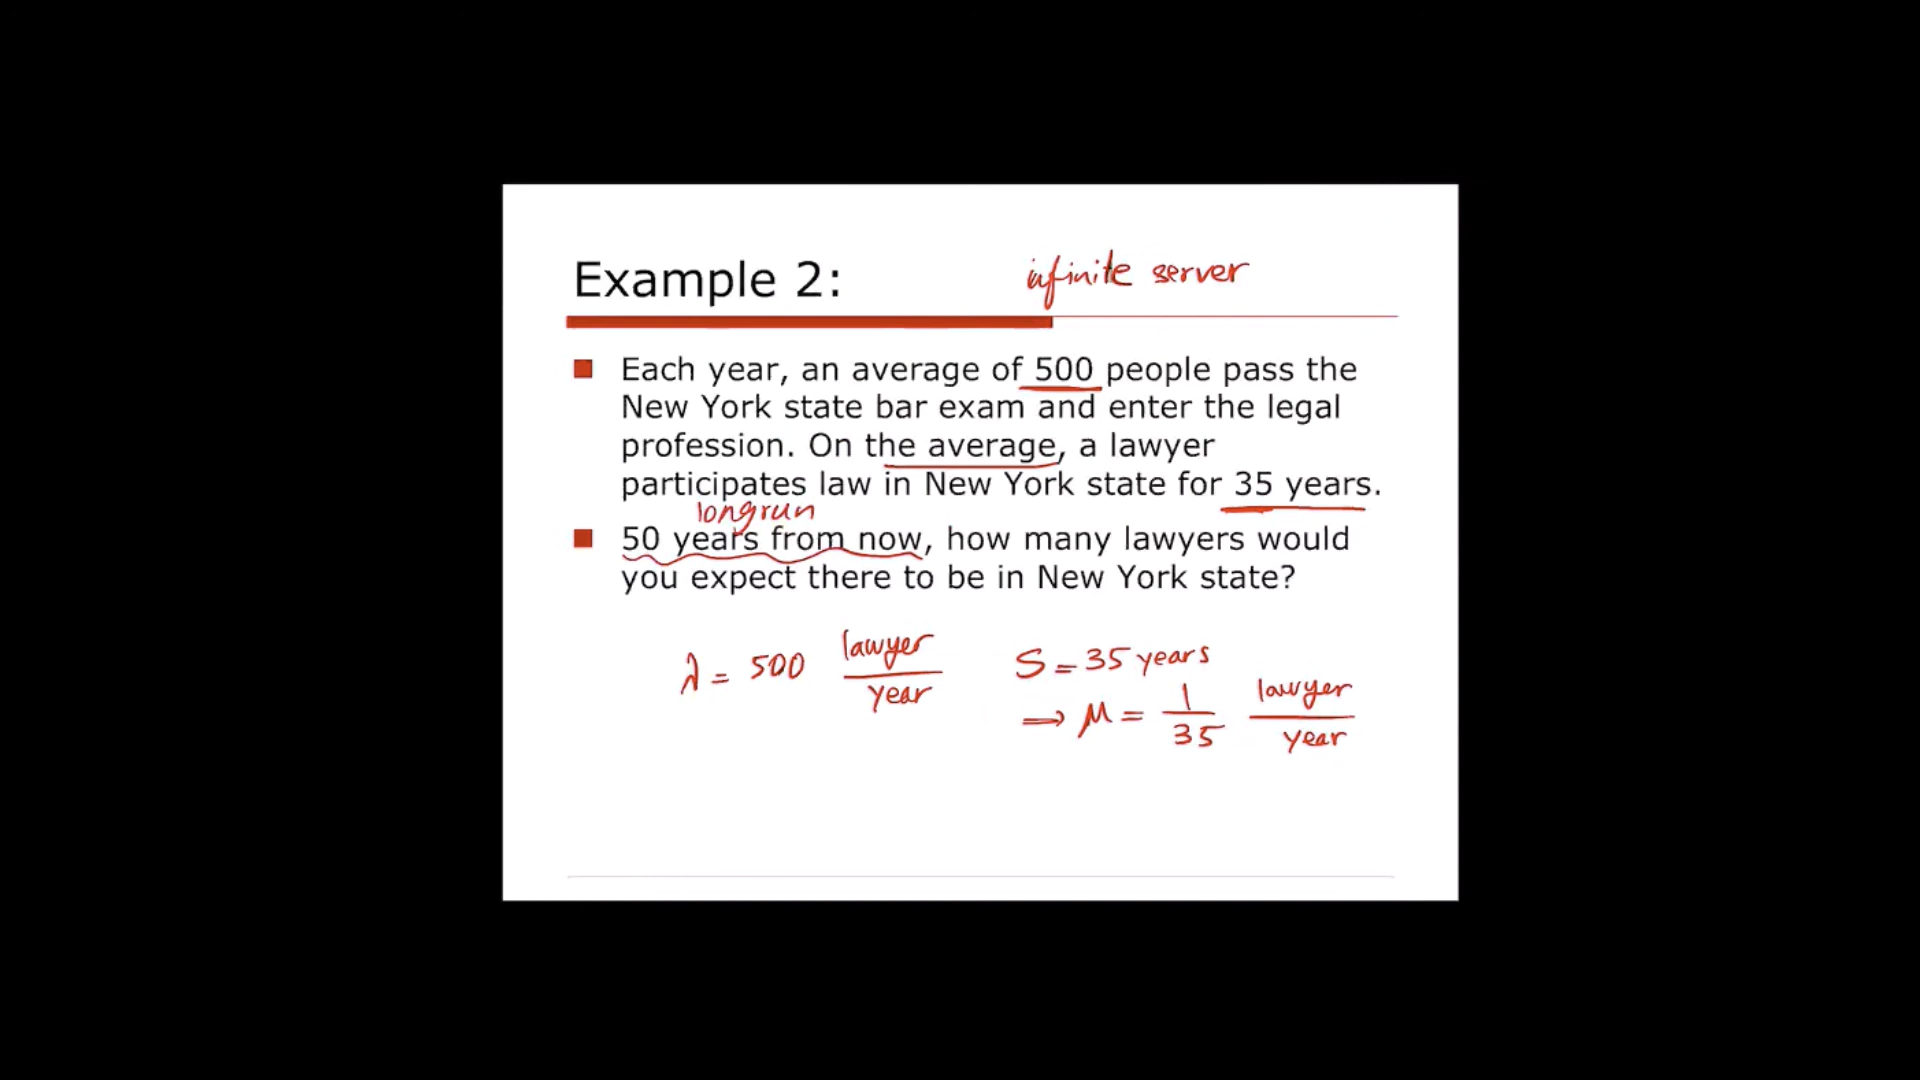 Example 2:
infinite server
Each year, an average of 500 people pass the
New York state bar exam and enter the legal
profession. On the average, a lawyer
participates law in New York state for 35 years.
longrun
50 years from now, how many lawyers would
you expect there to be in New York state?
λ = 500 lawyer/year
S = 35 years
⇒ μ = 1/35 lawyer/year